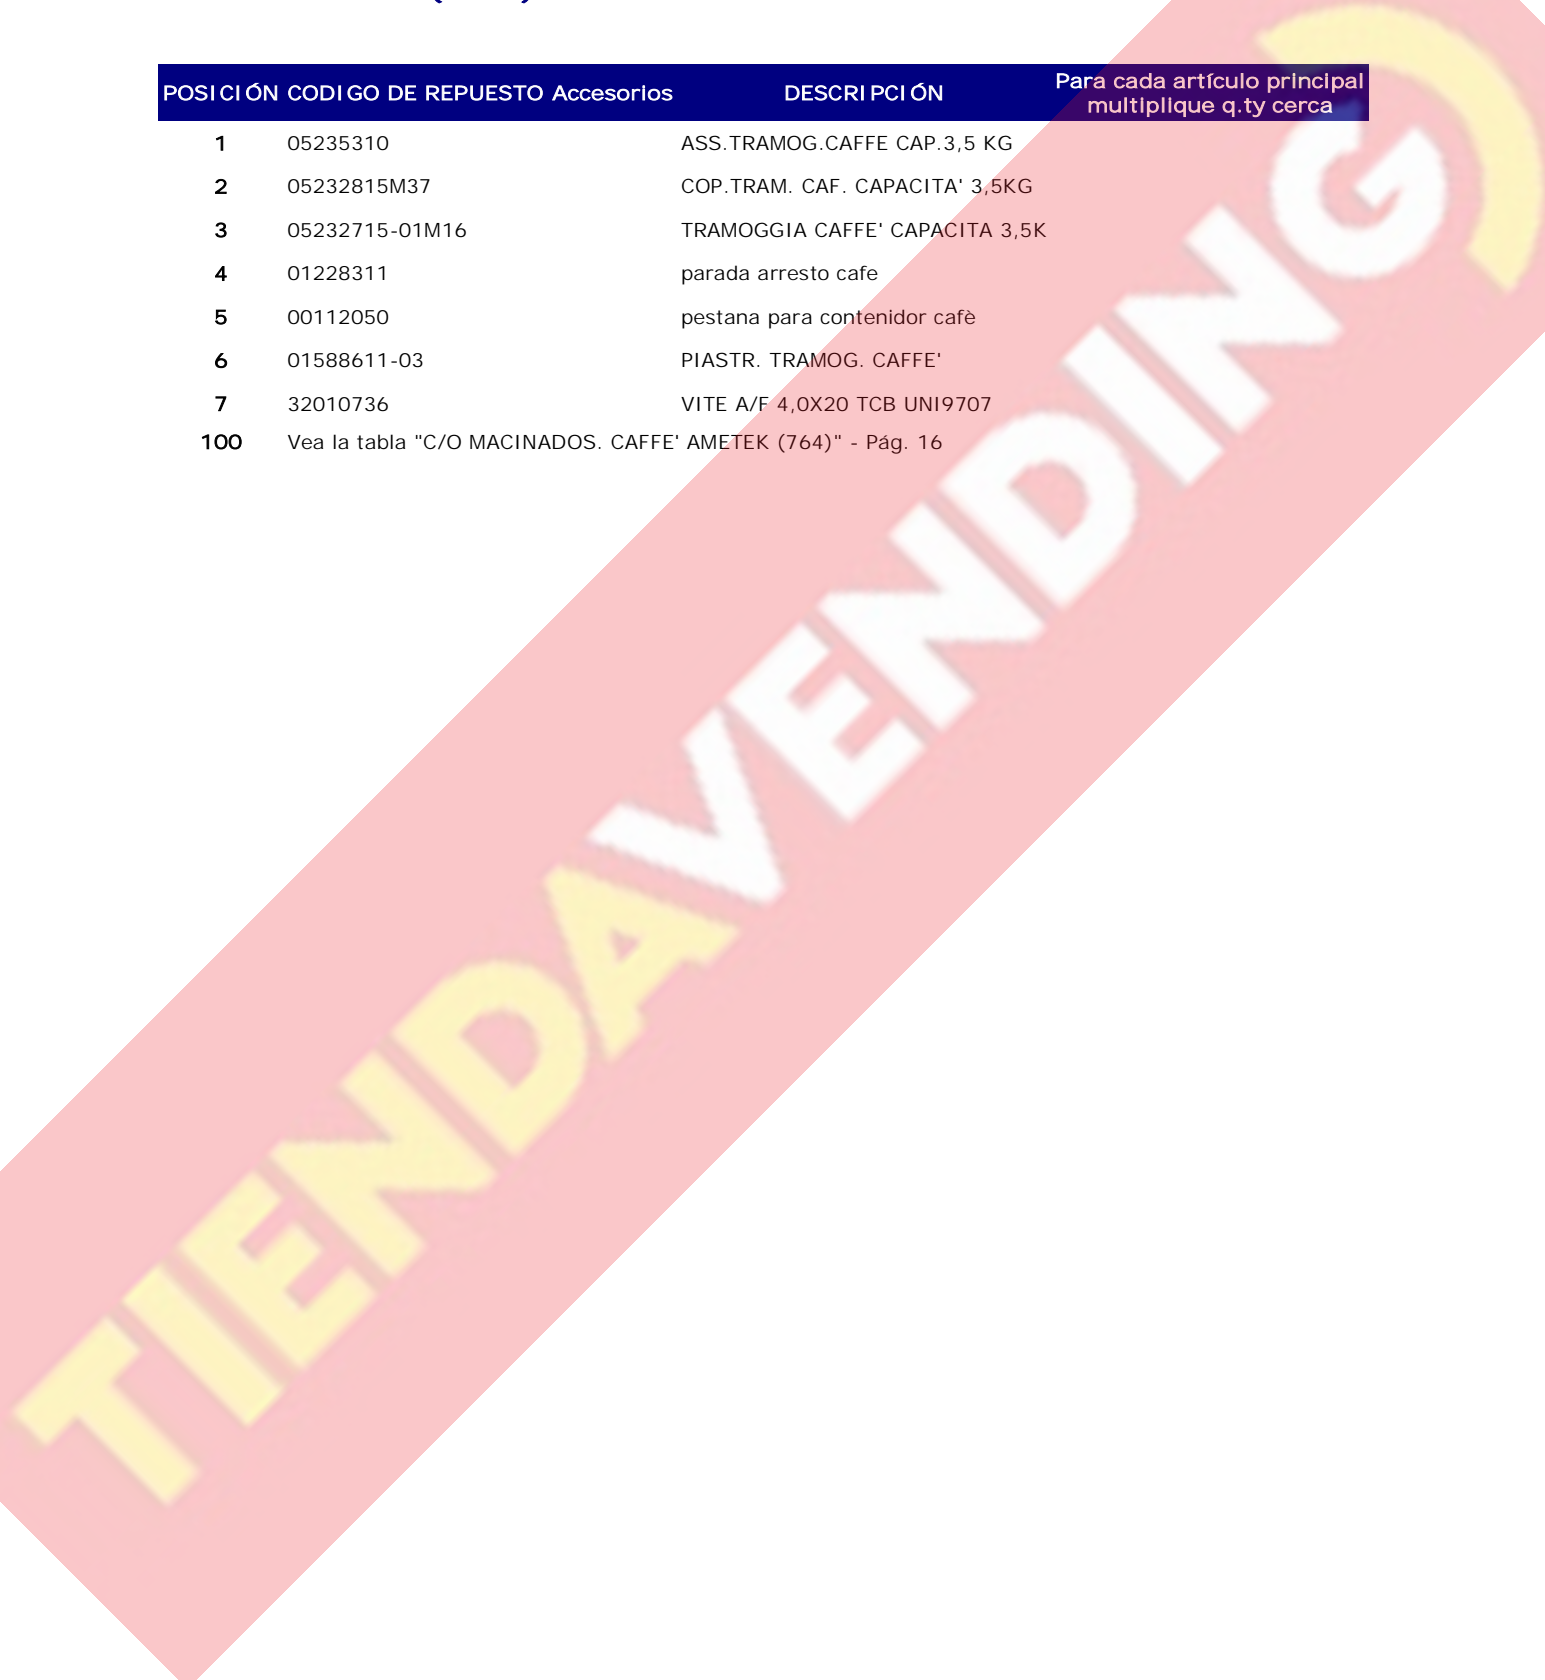 POSICIÓN CODIGO DE REPUESTO Accesorios DESCRIPCIÓN Para cada artículo principal multiplique q.ty cerca
1 05235310 ASS.TRAMOG.CAFFE CAP.3,5 KG
2 05232815M37 COP.TRAM. CAF. CAPACITA' 3,5KG
3 05232715-01M16 TRAMOGGIA CAFFE' CAPACITA 3,5K
4 01228311 parada arresto cafe
5 00112050 pestana para contenidor cafè
6 01588611-03 PIASTR. TRAMOG. CAFFE'
7 32010736 VITE A/F 4,0X20 TCB UNI9707
100 Vea la tabla "C/O MACINADOS. CAFFE' AMETEK (764)" - Pág. 16
TIENDAVENDING